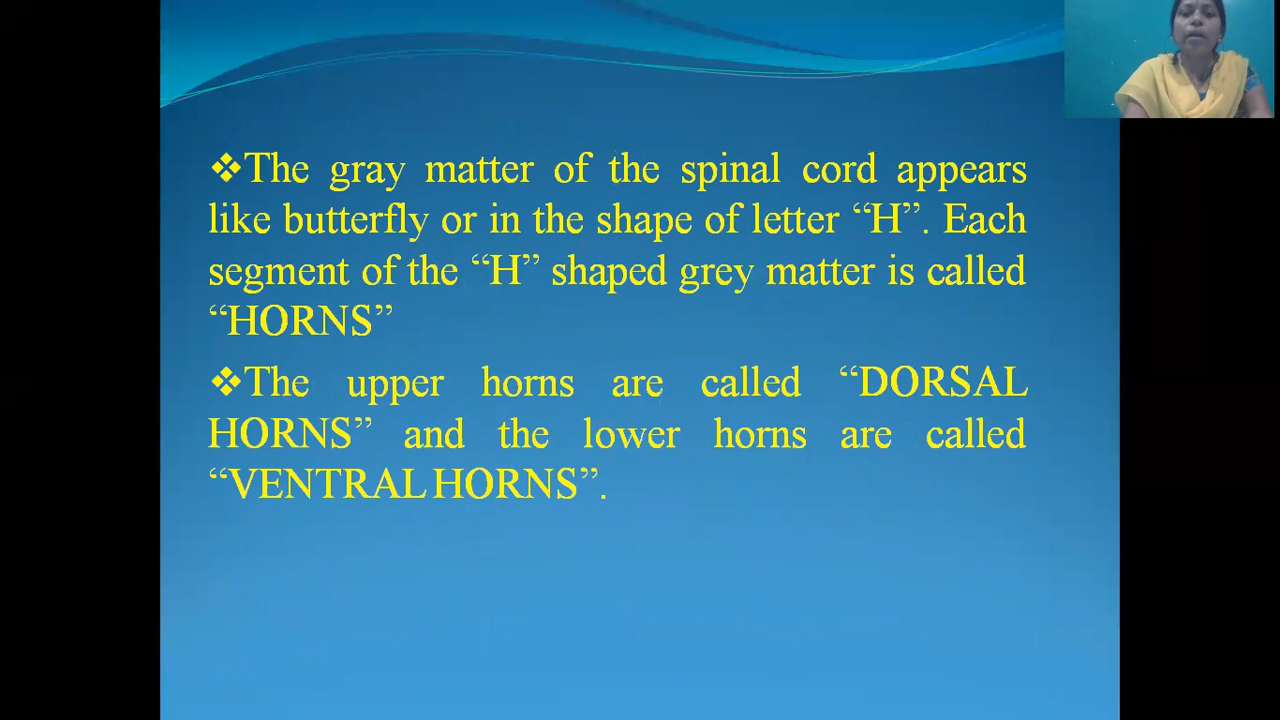 ❖The gray matter of the spinal cord appears
like butterfly or in the shape of letter “H”. Each
segment of the “H” shaped grey matter is called
“HORNS”
❖The upper horns are called “DORSAL
HORNS” and the lower horns are called
“VENTRAL HORNS”.